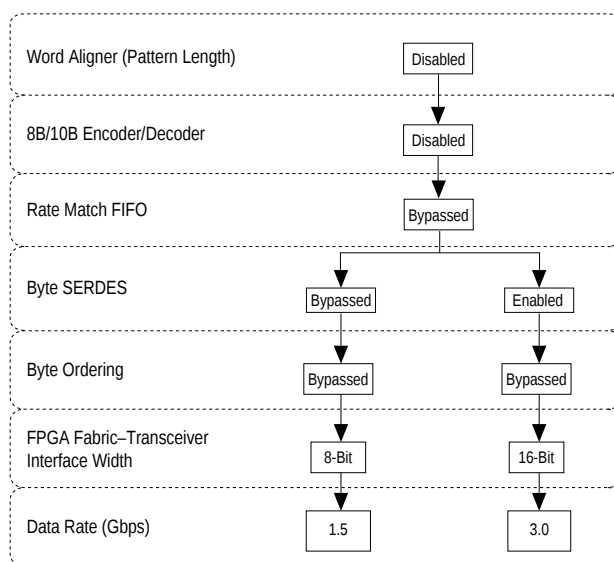 Word Aligner (Pattern Length)
Disabled
8B/10B Encoder/Decoder
Disabled
Rate Match FIFO
Bypassed
Byte SERDES
Bypassed
Enabled
Byte Ordering
Bypassed
Bypassed
FPGA Fabric–Transceiver
Interface Width
8-Bit
16-Bit
Data Rate (Gbps)
1.5
3.0